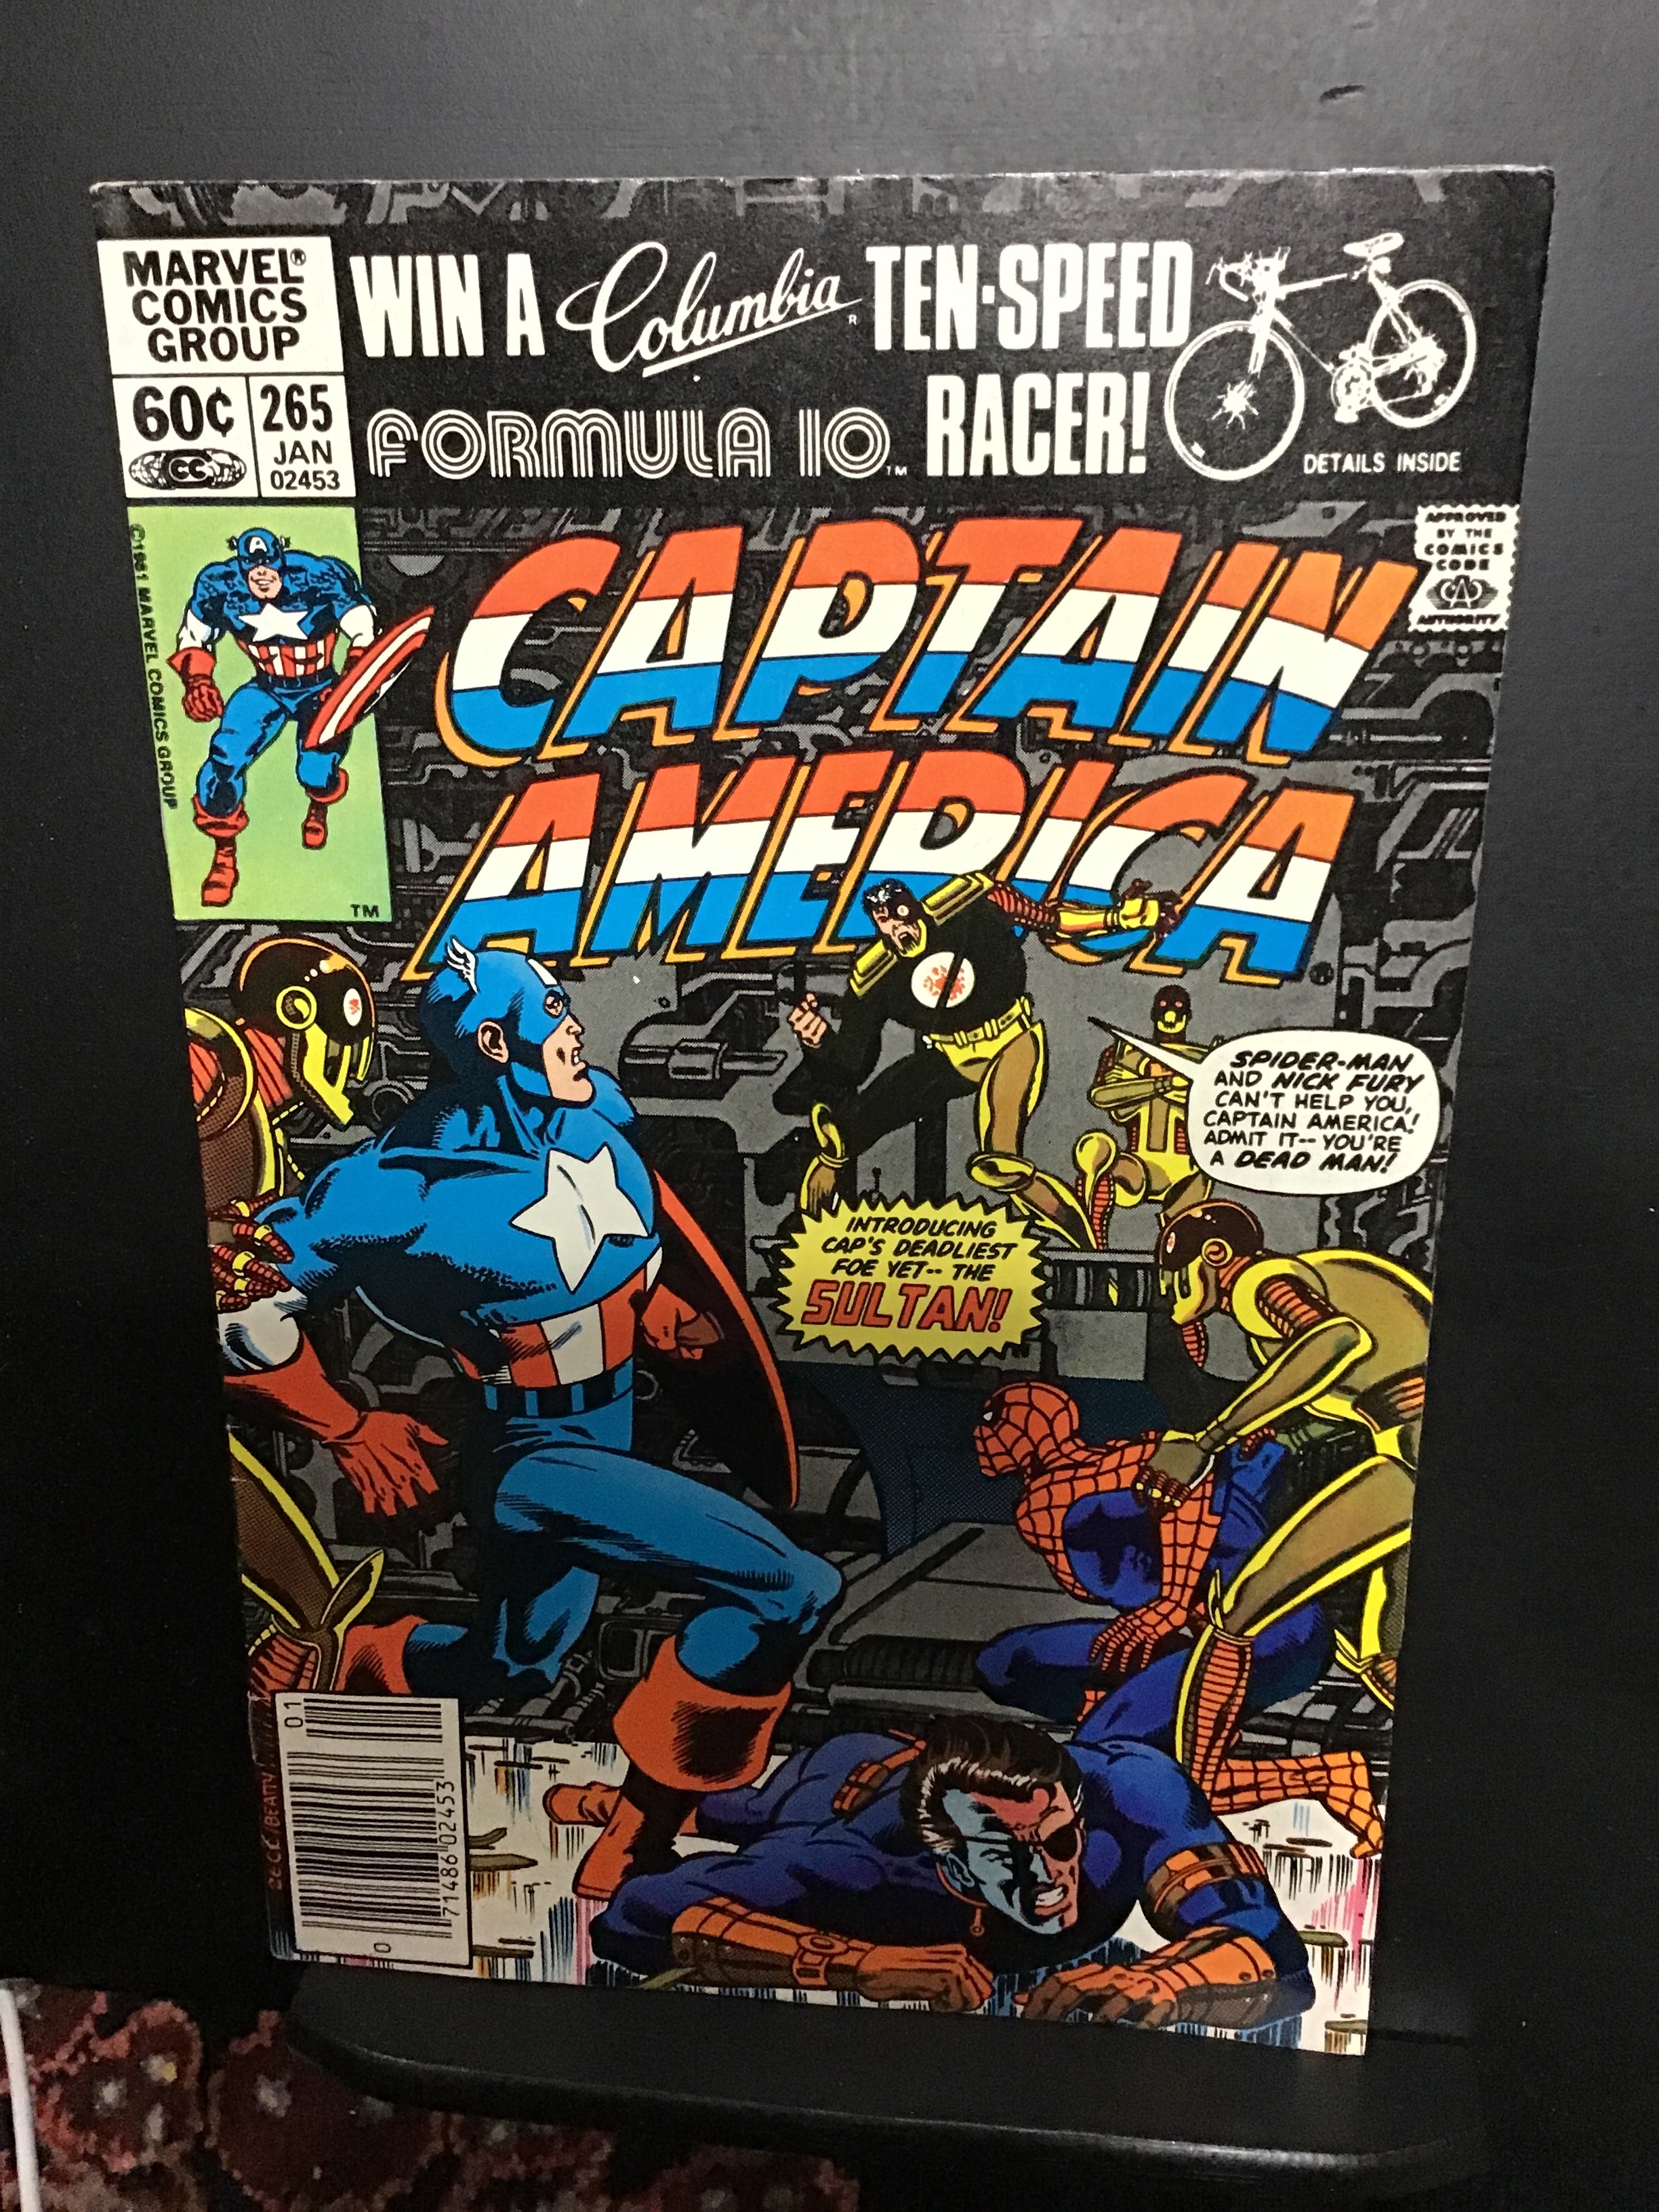 MARVEL®
COMICS
GROUP
60¢
CC
265
JAN
02453
WIN A Columbia® TEN-SPEED
FORMULA 10™ RACER!
DETAILS INSIDE
©1981 MARVEL COMICS GROUP
A
TM
APPROVED
BY THE
COMICS
CODE
CA
AUTHORITY
CAPTAIN
AMERICA®
SPIDER-MAN
AND NICK FURY
CAN'T HELP YOU,
CAPTAIN AMERICA!
ADMIT IT-- YOU'RE
A DEAD MAN!
INTRODUCING
CAP'S DEADLIEST
FOE YET-- THE
SULTAN!
01
71486 02453
0